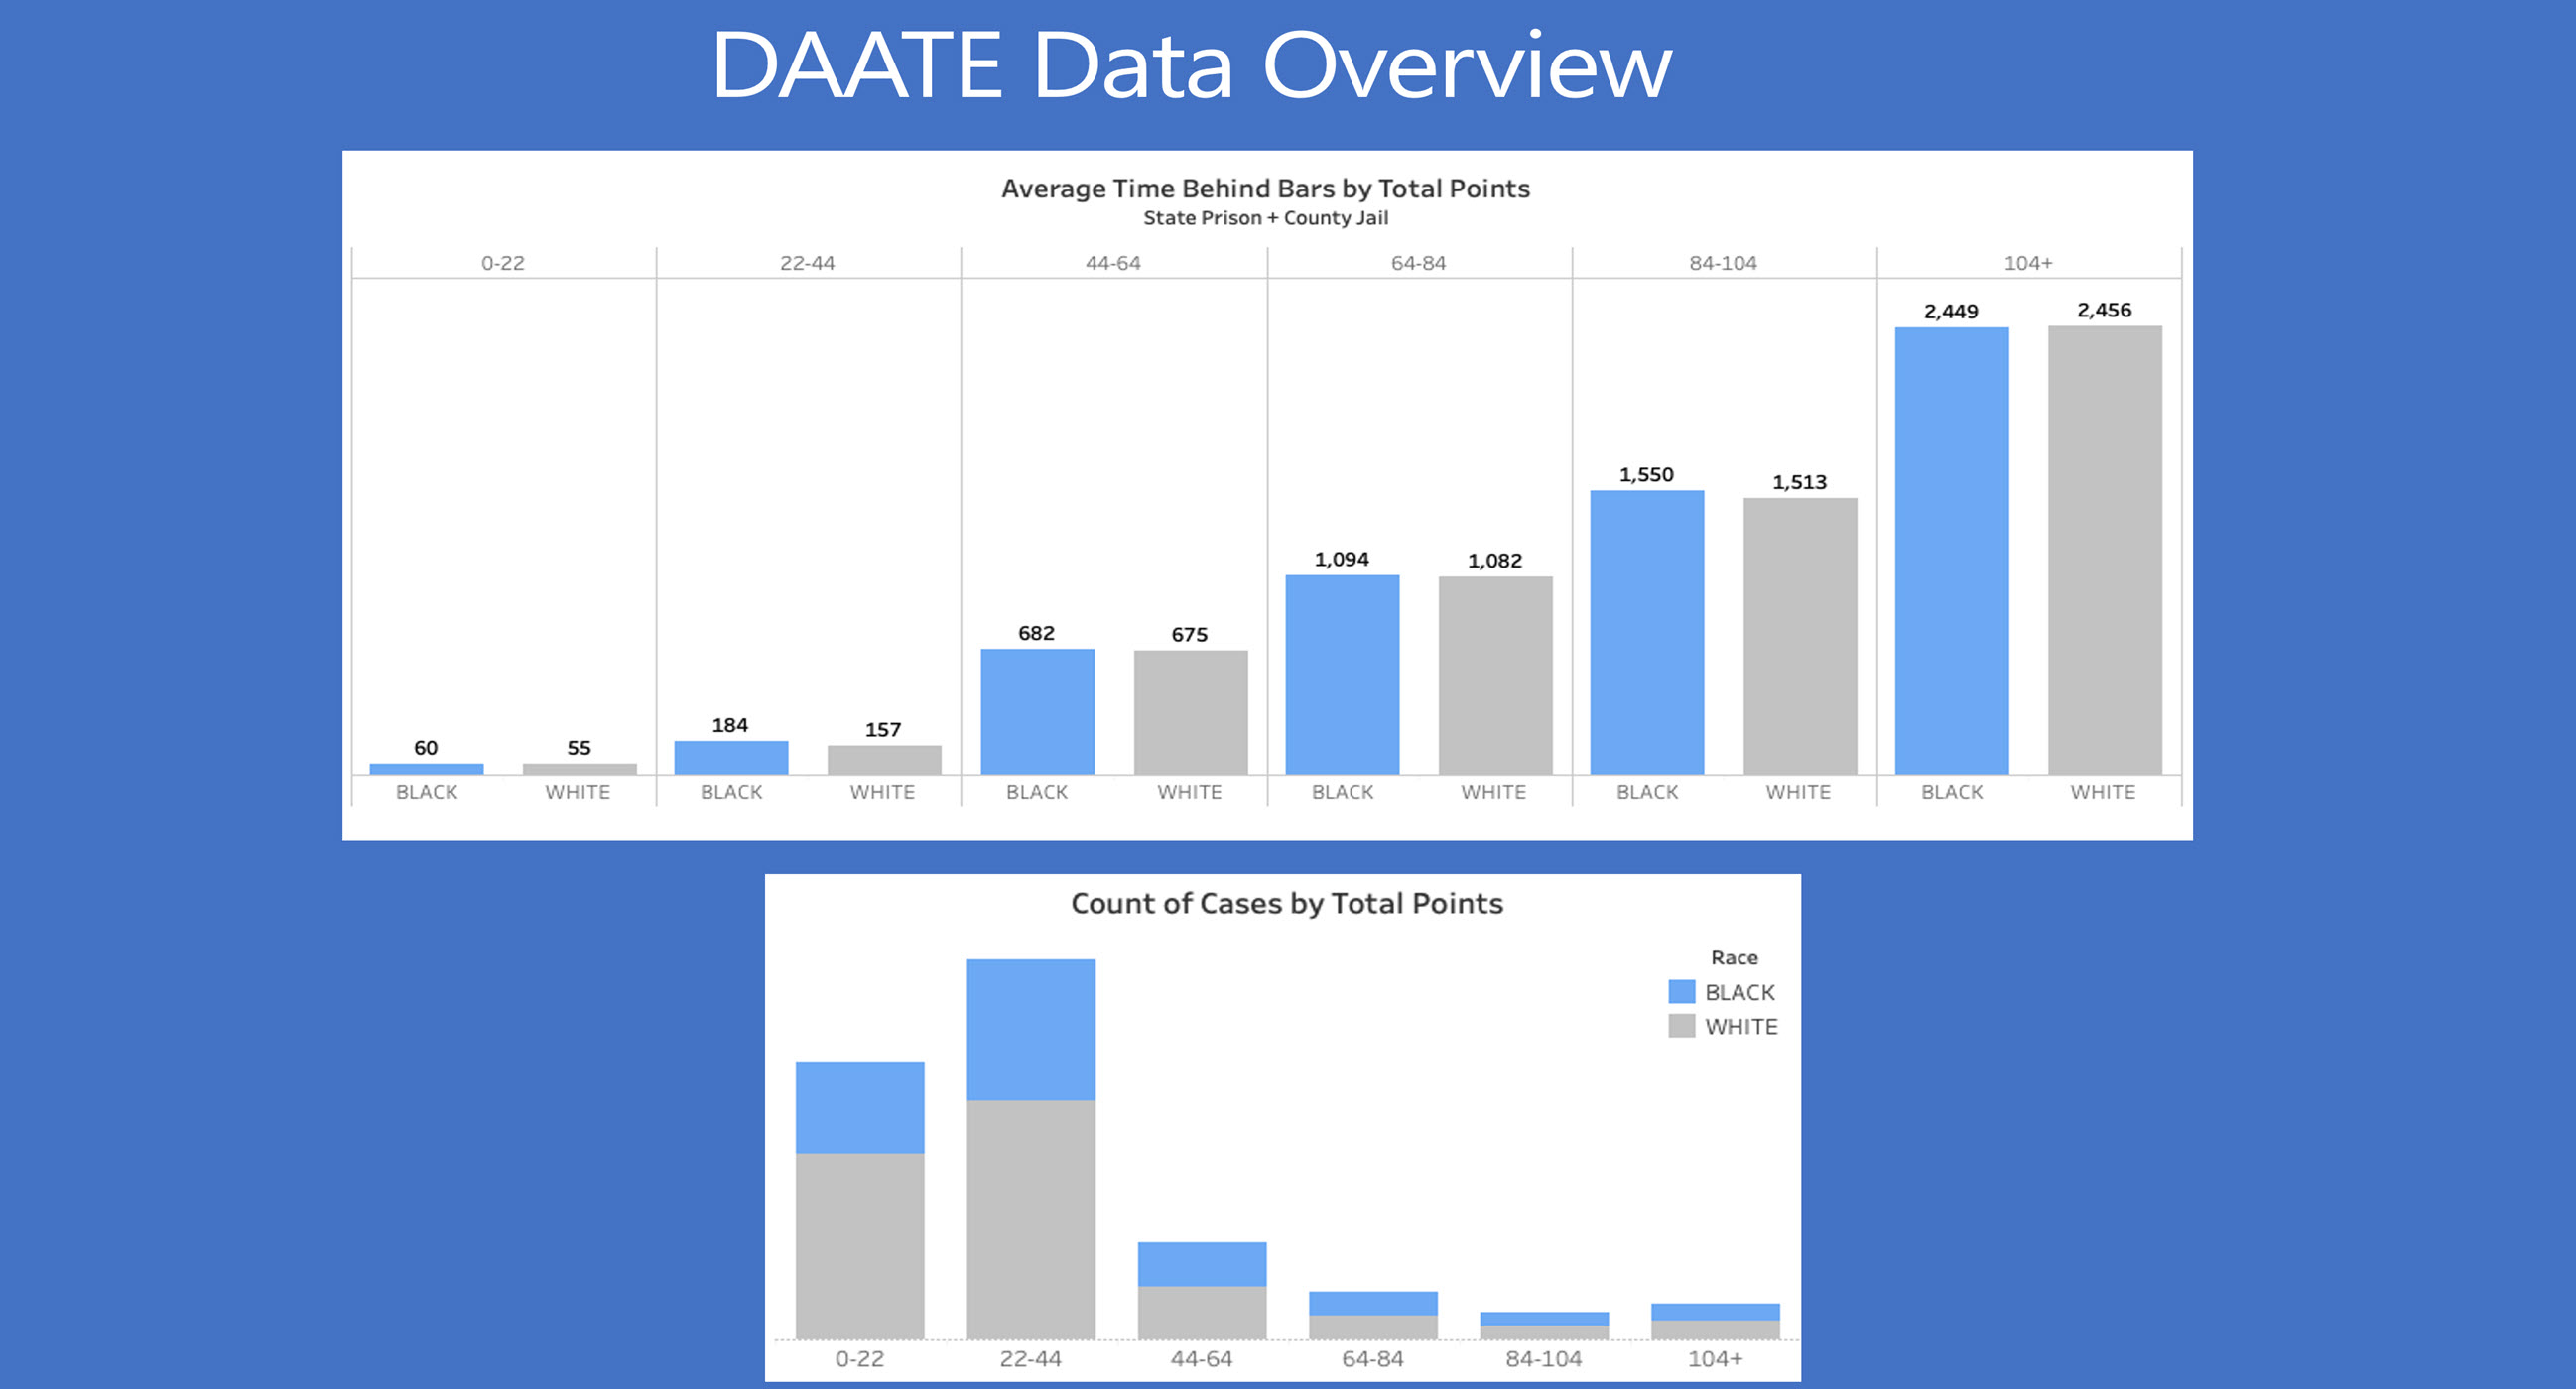 DAATE Data Overview
Average Time Behind Bars by Total Points
State Prison + County Jail
0-22 22-44 44-64 64-84 84-104 104+
2,449 2,456
1,550 1,513
1,094 1,082
682 675
184 157
60 55
BLACK WHITE BLACK WHITE BLACK WHITE BLACK WHITE BLACK WHITE BLACK WHITE
Count of Cases by Total Points
Race
BLACK
WHITE
0-22 22-44 44-64 64-84 84-104 104+